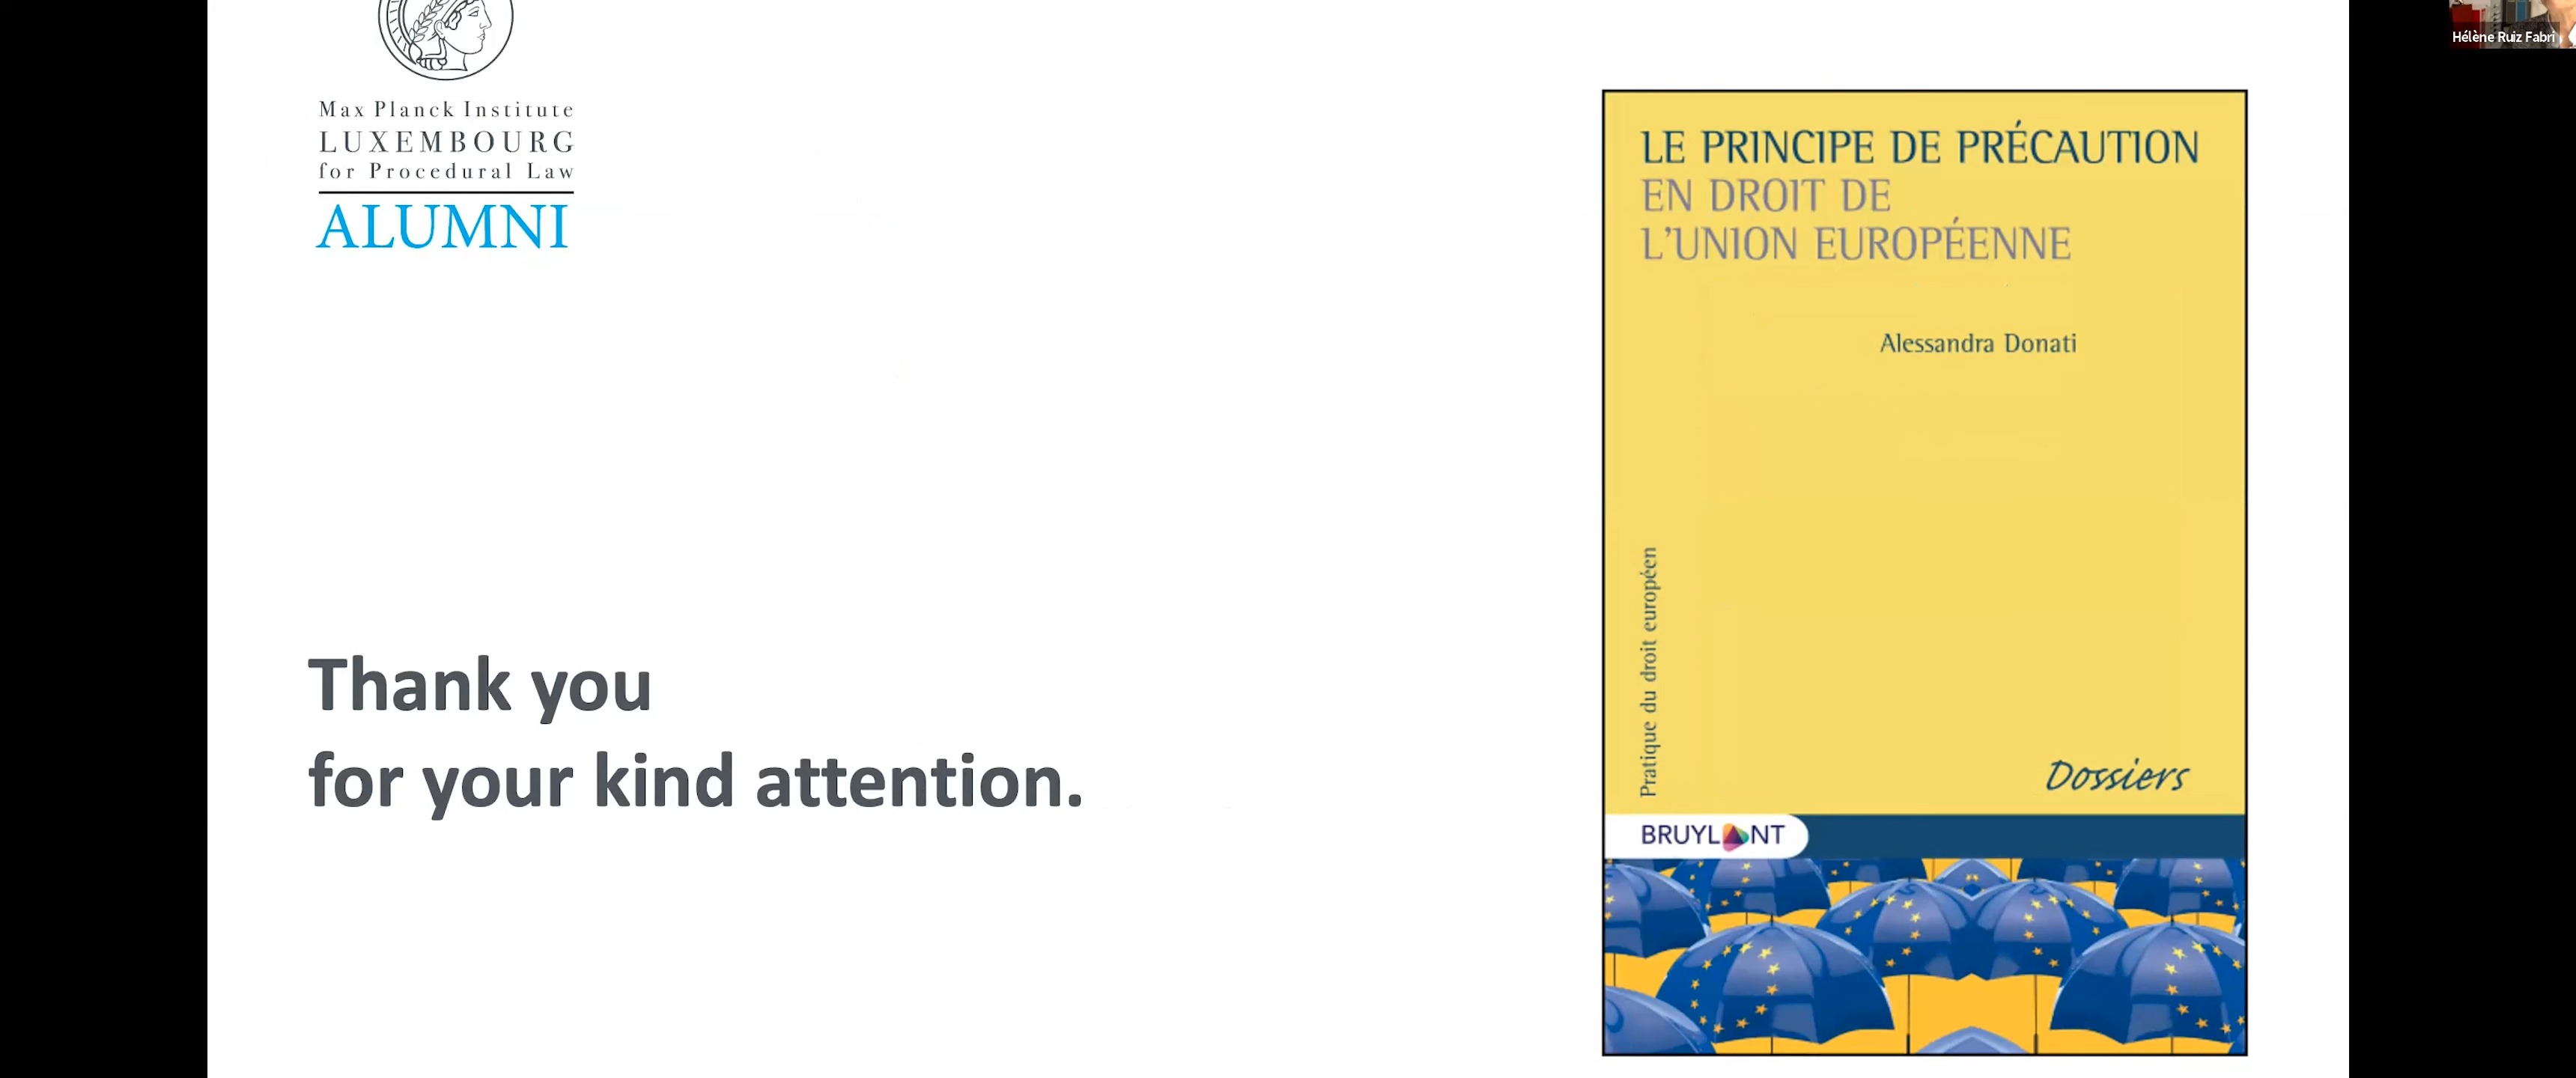 Max Planck Institute
LUXEMBOURG
for Procedural Law
ALUMNI
Thank you
for your kind attention.
LE PRINCIPE DE PRÉCAUTION
EN DROIT DE
L'UNION EUROPÉENNE
Alessandra Donati
Pratique du droit européen
Dossiers
BRUYLANT
Hélène Ruiz Fabri